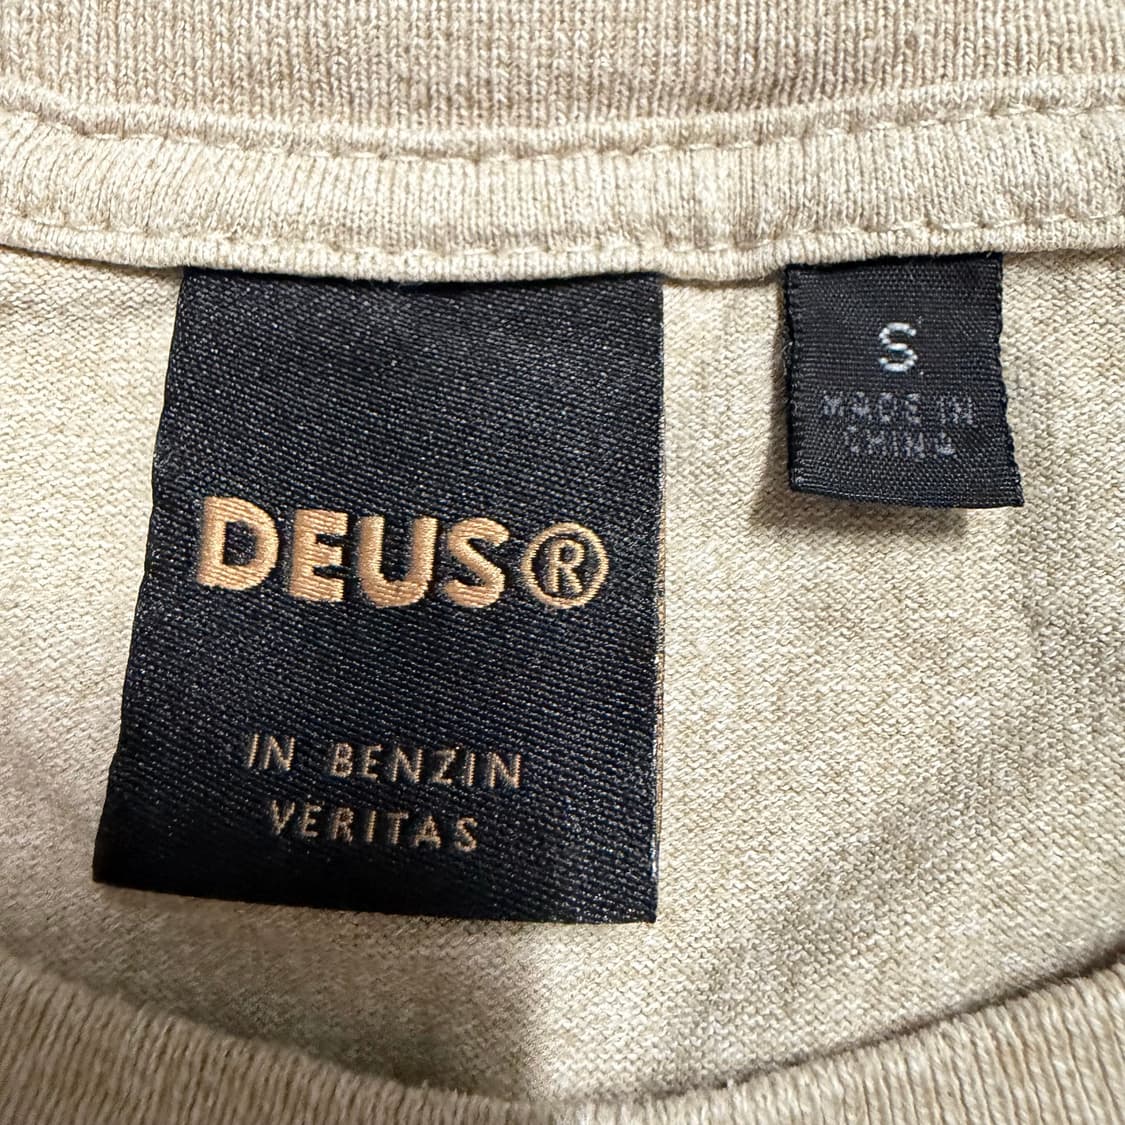 DEUS®
IN BENZIN
VERITAS
S
MADE IN
CHINA